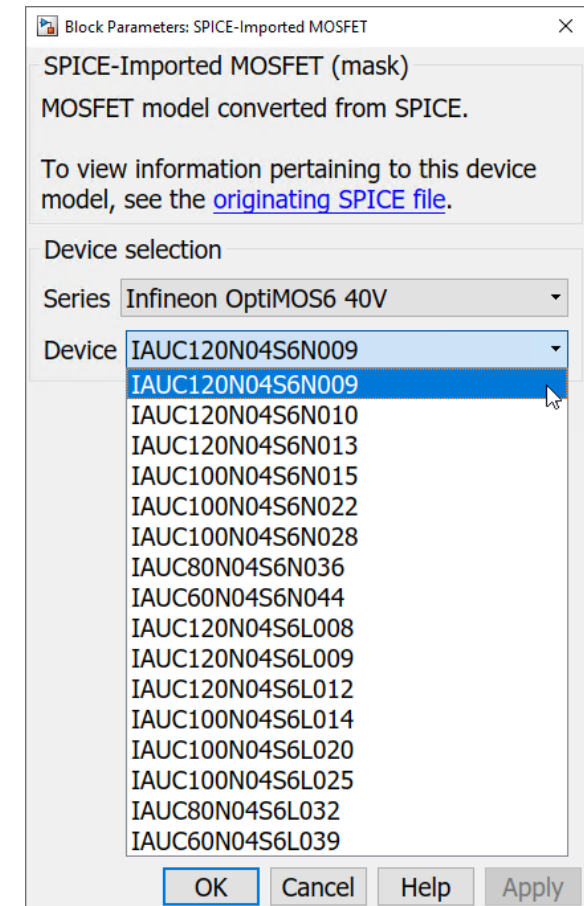 Block Parameters: SPICE-Imported MOSFET
SPICE-Imported MOSFET (mask)
MOSFET model converted from SPICE.
To view information pertaining to this device
model, see the originating SPICE file.
Device selection
Series Infineon OptiMOS6 40V
Device IAUC120N04S6N009
IAUC120N04S6N009
IAUC120N04S6N010
IAUC120N04S6N013
IAUC100N04S6N015
IAUC100N04S6N022
IAUC100N04S6N028
IAUC80N04S6N036
IAUC60N04S6N044
IAUC120N04S6L008
IAUC120N04S6L009
IAUC120N04S6L012
IAUC100N04S6L014
IAUC100N04S6L020
IAUC100N04S6L025
IAUC80N04S6L032
IAUC60N04S6L039
OK Cancel Help Apply